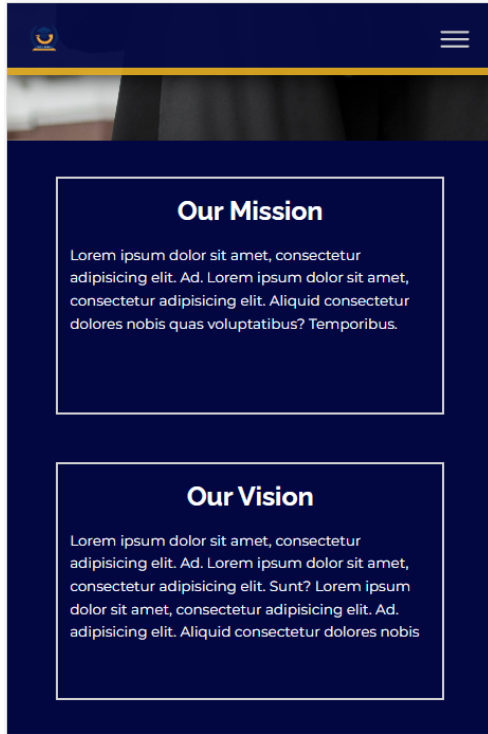 Our Mission
Lorem ipsum dolor sit amet, consectetur
adipisicing elit. Ad. Lorem ipsum dolor sit amet,
consectetur adipisicing elit. Aliquid consectetur
dolores nobis quas voluptatibus? Temporibus.
Our Vision
Lorem ipsum dolor sit amet, consectetur
adipisicing elit. Ad. Lorem ipsum dolor sit amet,
consectetur adipisicing elit. Sunt? Lorem ipsum
dolor sit amet, consectetur adipisicing elit. Ad.
adipisicing elit. Aliquid consectetur dolores nobis